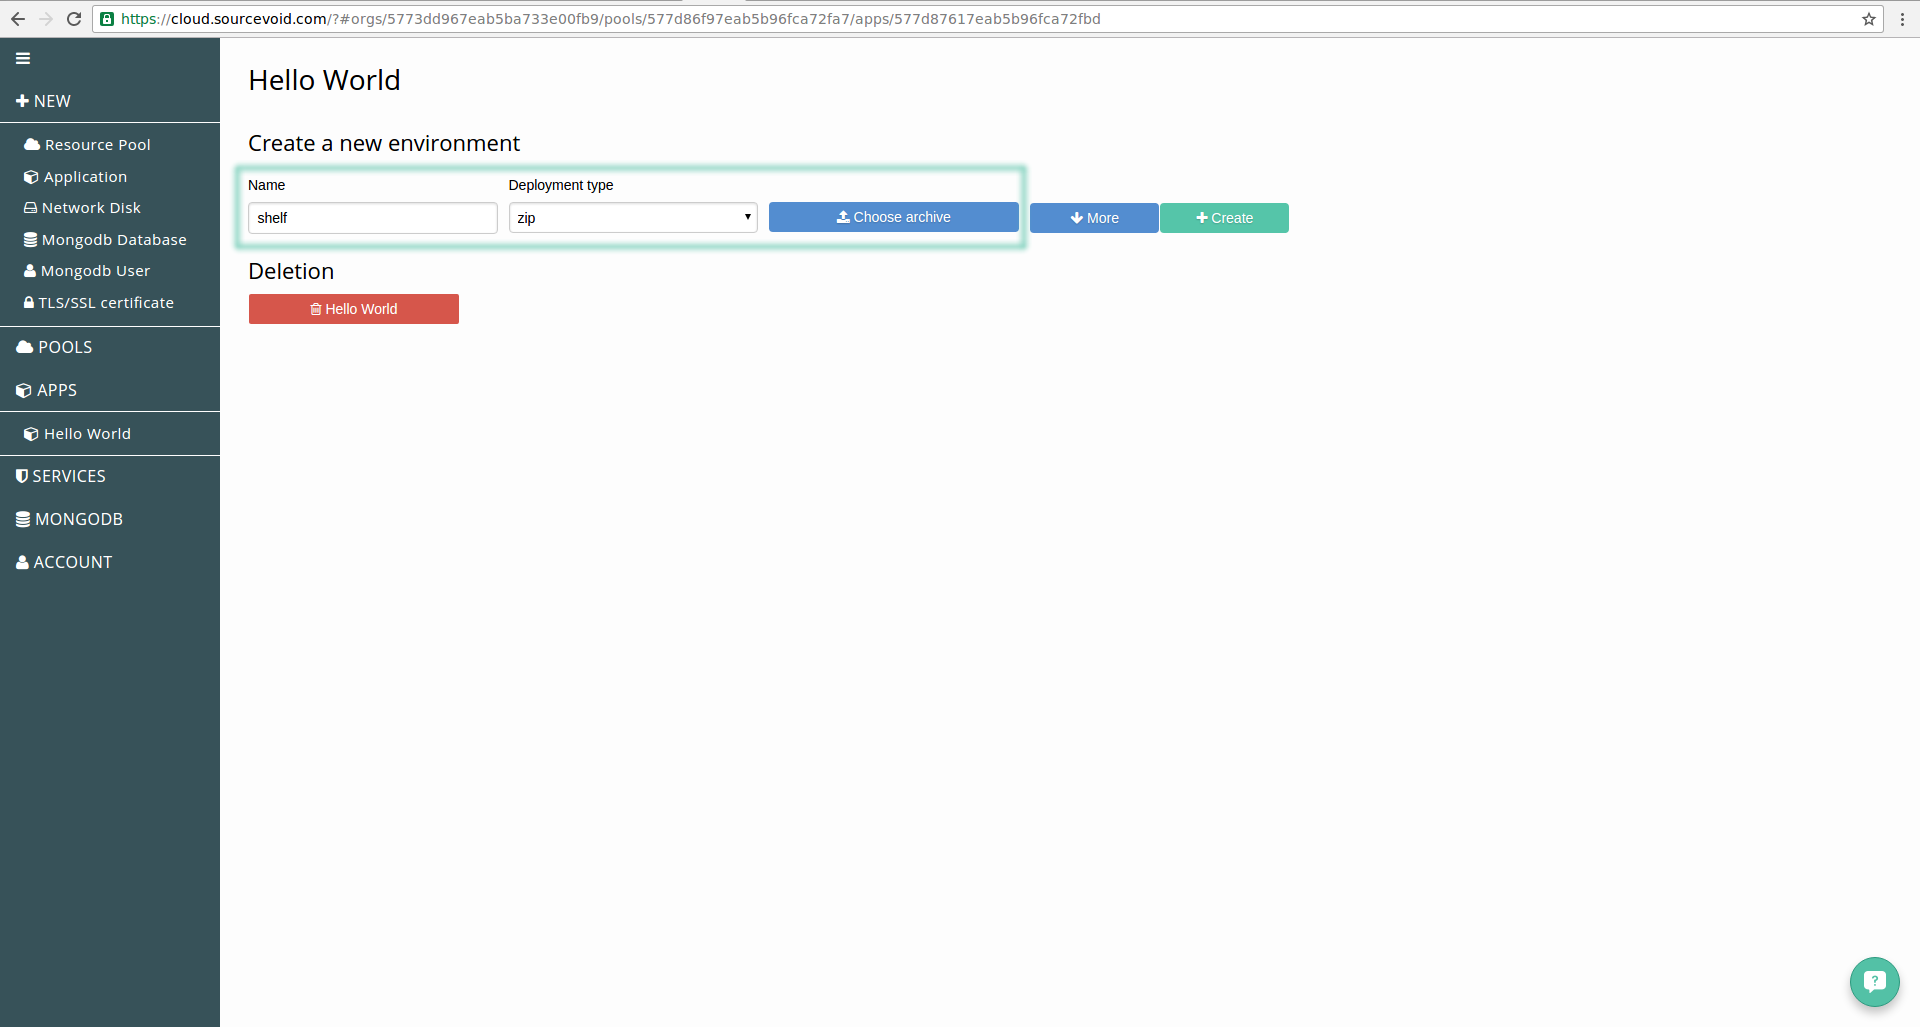 https://cloud.sourcevoid.com/?#orgs/5773dd967eab5ba733e00fb9/pools/577d86f97eab5b96fca72fa7/apps/577d87617eab5b96fca72fbd
NEW
Resource Pool
Application
Network Disk
Mongodb Database
Mongodb User
TLS/SSL certificate
POOLS
APPS
Hello World
SERVICES
MONGODB
ACCOUNT
Hello World
Create a new environment
Name Deployment type
shelf zip Choose archive More Create
Deletion
Hello World
?